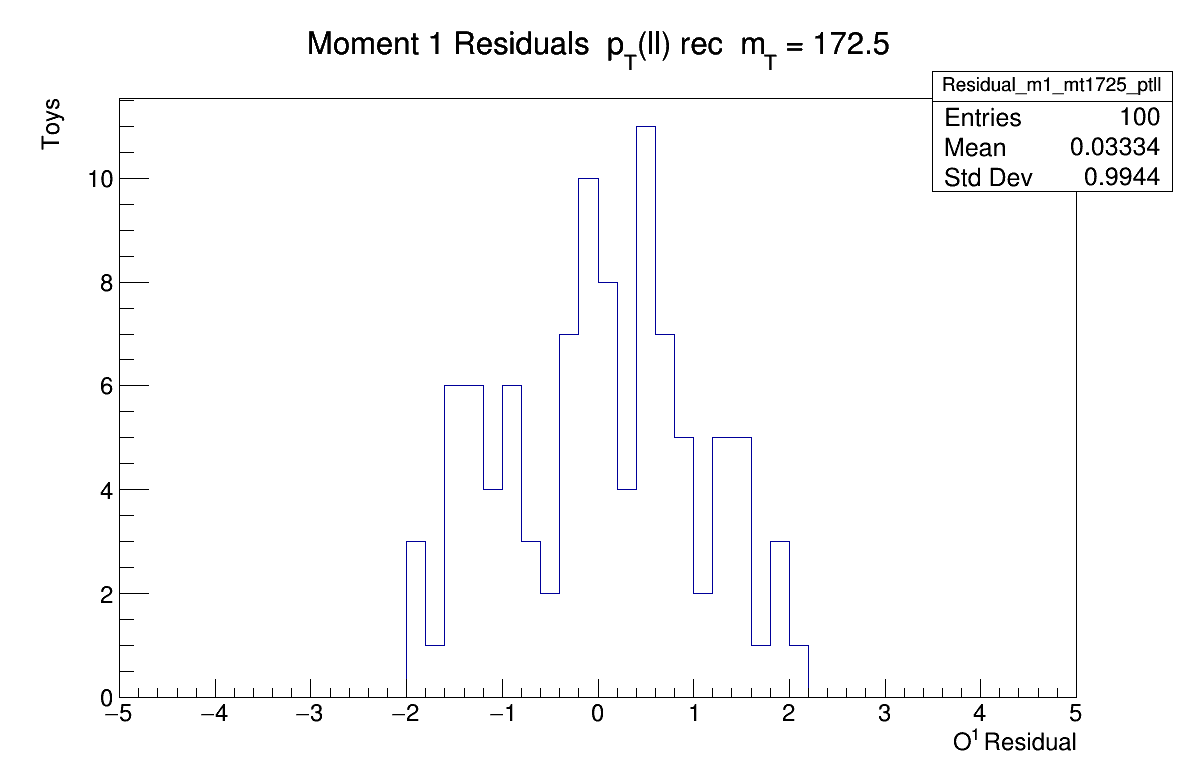 Moment 1 Residuals p_T(ll) rec m_T = 172.5
Toys
Residual_m1_mt1725_ptll
Entries 100
Mean 0.03334
Std Dev 0.9944
10
8
6
4
2
0
−5 −4 −3 −2 −1 0 1 2 3 4 5
O¹ Residual